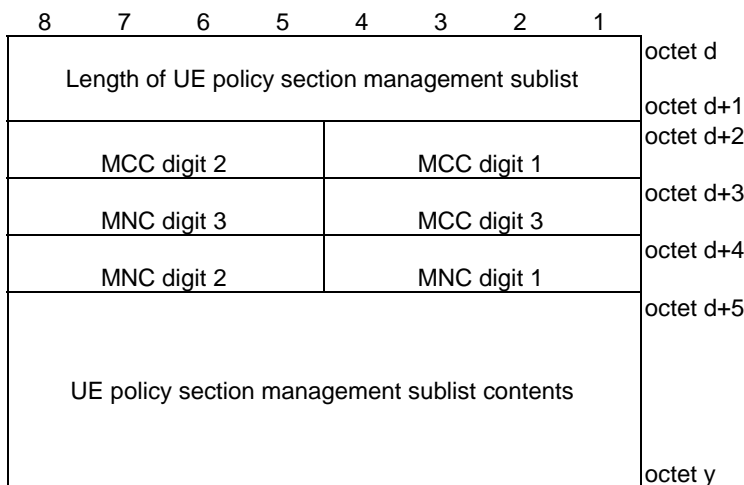 8 7 6 5 4 3 2 1
octet d
Length of UE policy section management sublist
octet d+1
octet d+2
MCC digit 2 MCC digit 1
octet d+3
MNC digit 3 MCC digit 3
octet d+4
MNC digit 2 MNC digit 1
octet d+5
UE policy section management sublist contents
octet y